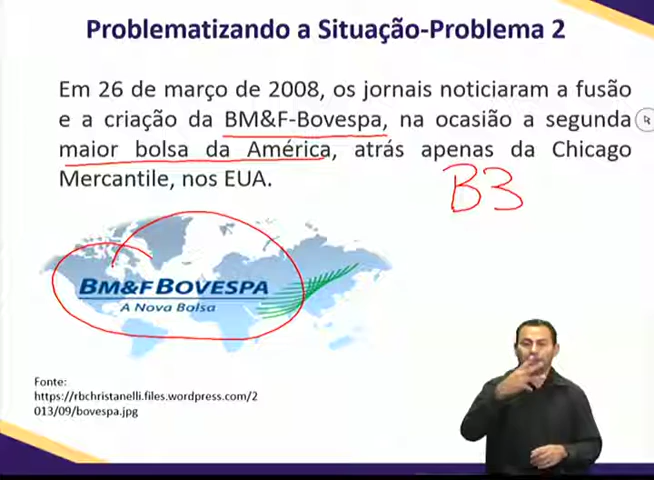 Problematizando a Situação-Problema 2
Em 26 de março de 2008, os jornais noticiaram a fusão
e a criação da BM&F-Bovespa, na ocasião a segunda
maior bolsa da América, atrás apenas da Chicago
Mercantile, nos EUA.
B3
BM&FBOVESPA
A Nova Bolsa
Fonte:
https://rbchristanelli.files.wordpress.com/2
013/09/bovespa.jpg